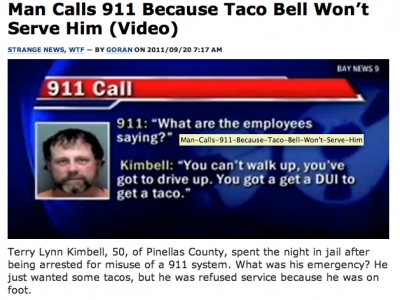 Man Calls 911 Because Taco Bell Won't
Serve Him (Video)
STRANGE NEWS, WTF — BY GORAN ON 2011/09/20 7:17 AM
BAY NEWS 9
911 Call
911: “What are the employees
saying?”
Man-Calls-911-Because-Taco-Bell-Won't-Serve-Him
Kimbell: “You can't walk up, you've
got to drive up. You got a get a DUI to
get a taco.”
Terry Lynn Kimbell, 50, of Pinellas County, spent the night in jail after
being arrested for misuse of a 911 system. What was his emergency? He
just wanted some tacos, but he was refused service because he was on
foot.